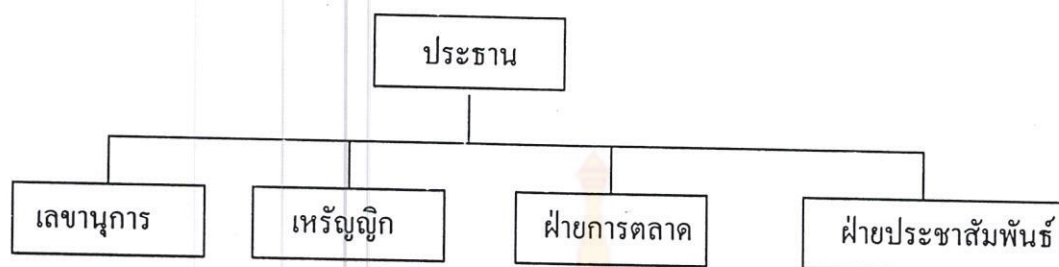 ประธาน
เลขานุการ
เหรัญญิก
ฝ่ายการตลาด
ฝ่ายประชาสัมพันธ์